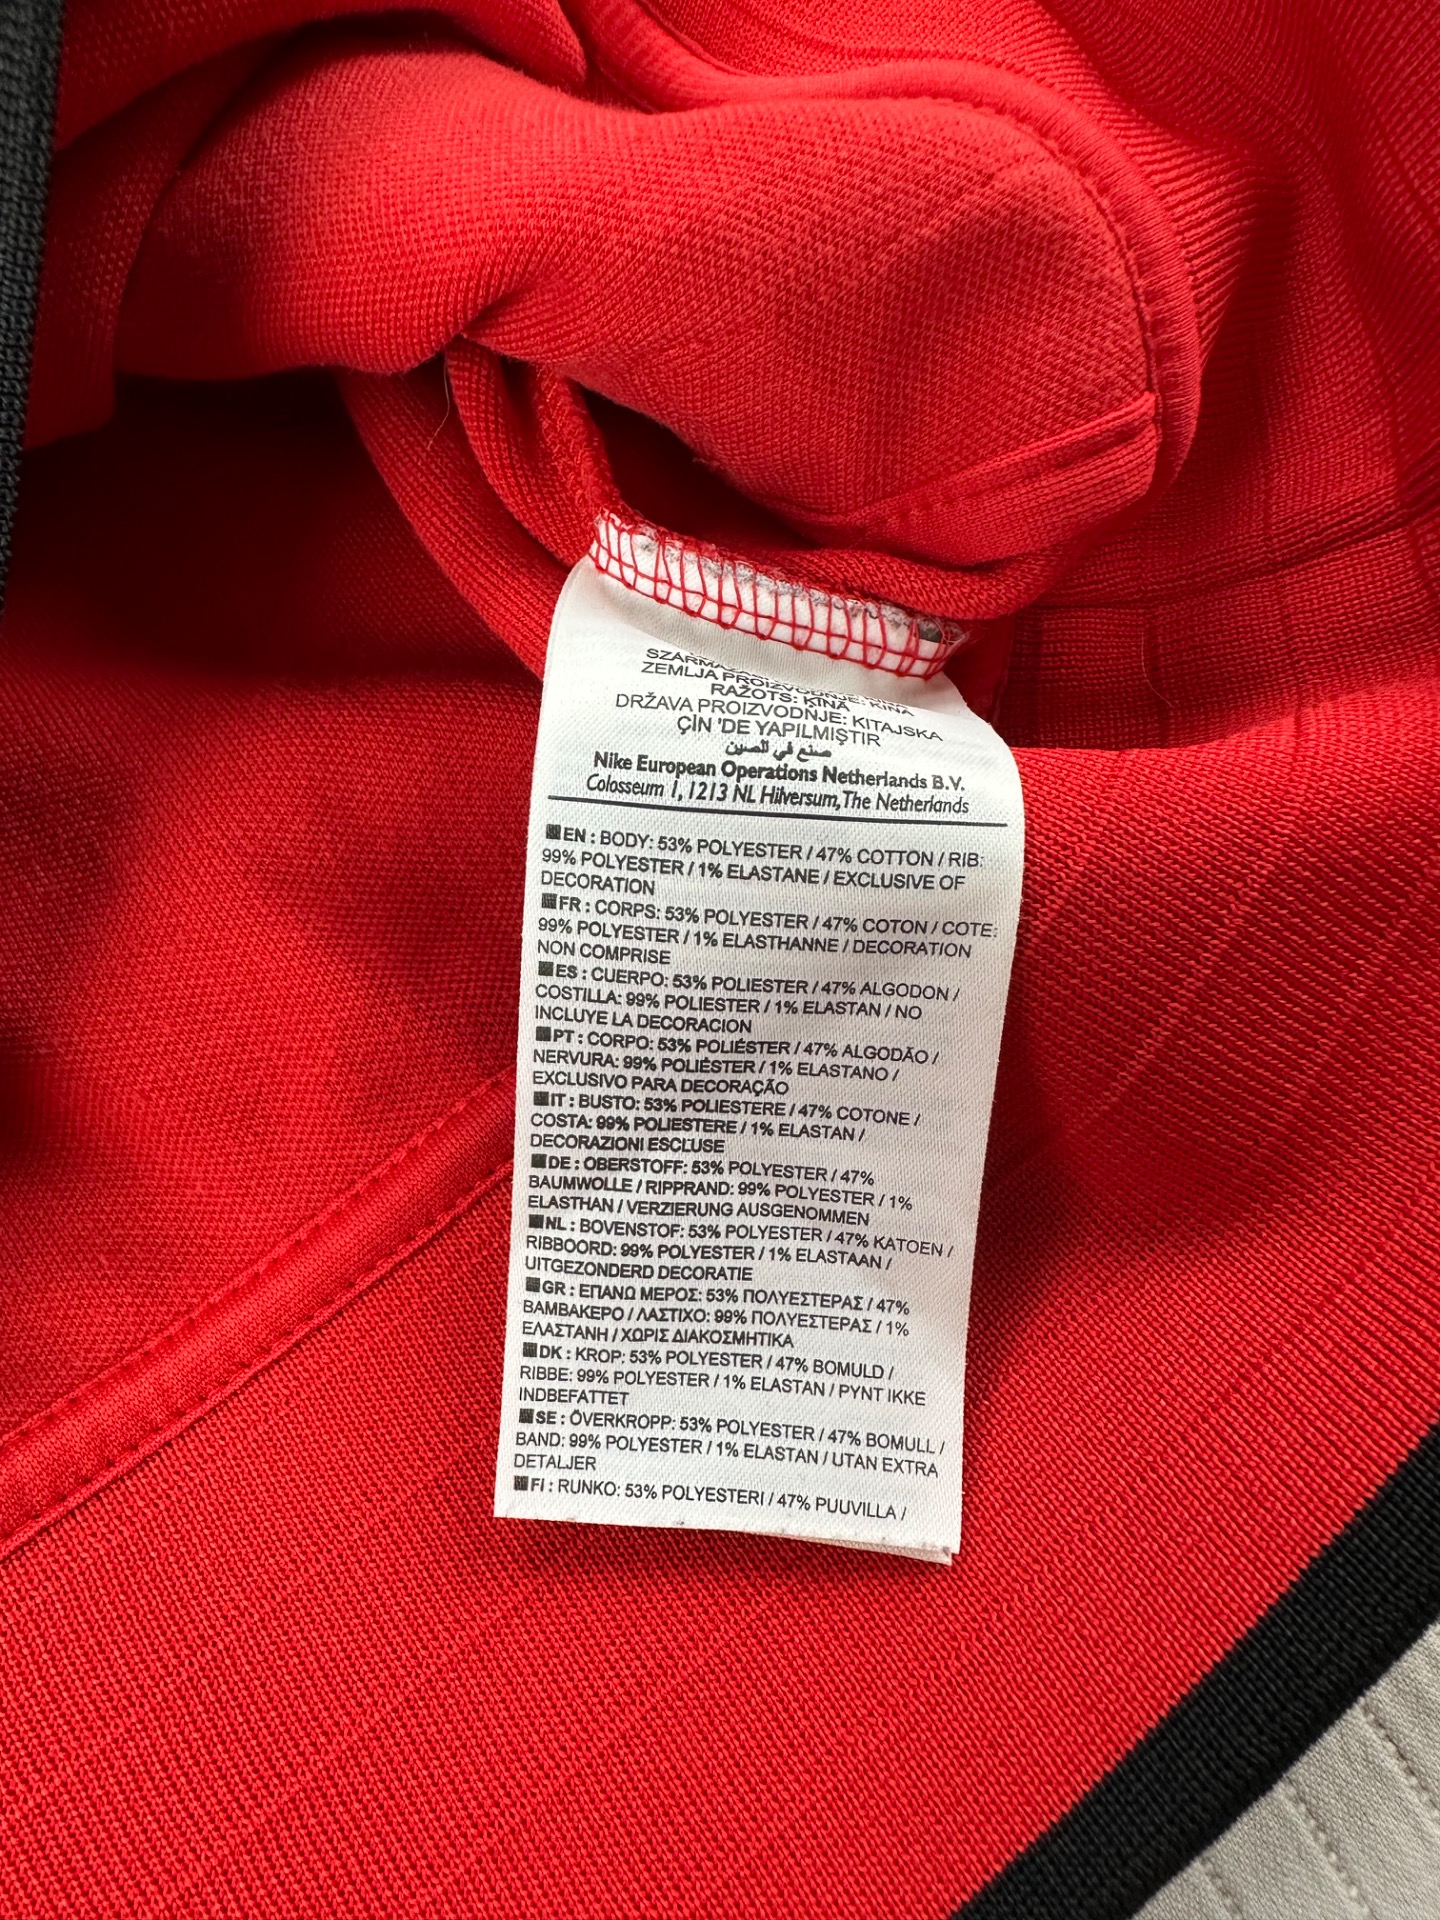 ZEMLJA PROIZVODNJE: KINA
RAŽOTS: ĶĪNĀ
DRŽAVA PROIZVODNJE: KITAJSKA
ÇİN 'DE YAPILMIŞTIR
صنع في الصين
Nike European Operations Netherlands B.V.
Colosseum 1, 1213 NL Hilversum, The Netherlands
EN : BODY: 53% POLYESTER / 47% COTTON / RIB:
99% POLYESTER / 1% ELASTANE / EXCLUSIVE OF
DECORATION
FR : CORPS: 53% POLYESTER / 47% COTON / COTE:
99% POLYESTER / 1% ELASTHANNE / DECORATION
NON COMPRISE
ES : CUERPO: 53% POLIESTER / 47% ALGODON /
COSTILLA: 99% POLIESTER / 1% ELASTAN / NO
INCLUYE LA DECORACION
PT : CORPO: 53% POLIÉSTER / 47% ALGODÃO /
NERVURA: 99% POLIÉSTER / 1% ELASTANO /
EXCLUSIVO PARA DECORAÇÃO
IT : BUSTO: 53% POLIESTERE / 47% COTONE /
COSTA: 99% POLIESTERE / 1% ELASTAN /
DECORAZIONI ESCLUSE
DE : OBERSTOFF: 53% POLYESTER / 47%
BAUMWOLLE / RIPPRAND: 99% POLYESTER / 1%
ELASTHAN / VERZIERUNG AUSGENOMMEN
NL : BOVENSTOF: 53% POLYESTER / 47% KATOEN /
RIBBOORD: 99% POLYESTER / 1% ELASTAAN /
UITGEZONDERD DECORATIE
GR : ΕΠΑΝΩ ΜΕΡΟΣ: 53% ΠΟΛΥΕΣΤΕΡΑΣ / 47%
ΒΑΜΒΑΚΕΡΟ / ΛΑΣΤΙΧΟ: 99% ΠΟΛΥΕΣΤΕΡΑΣ / 1%
ΕΛΑΣΤΑΝΗ / ΧΩΡΙΣ ΔΙΑΚΟΣΜΗΤΙΚΑ
DK : KROP: 53% POLYESTER / 47% BOMULD /
RIBBE: 99% POLYESTER / 1% ELASTAN / PYNT IKKE
INDBEFATTET
SE : ÖVERKROPP: 53% POLYESTER / 47% BOMULL /
BAND: 99% POLYESTER / 1% ELASTAN / UTAN EXTRA
DETALJER
FI : RUNKO: 53% POLYESTERI / 47% PUUVILLA /